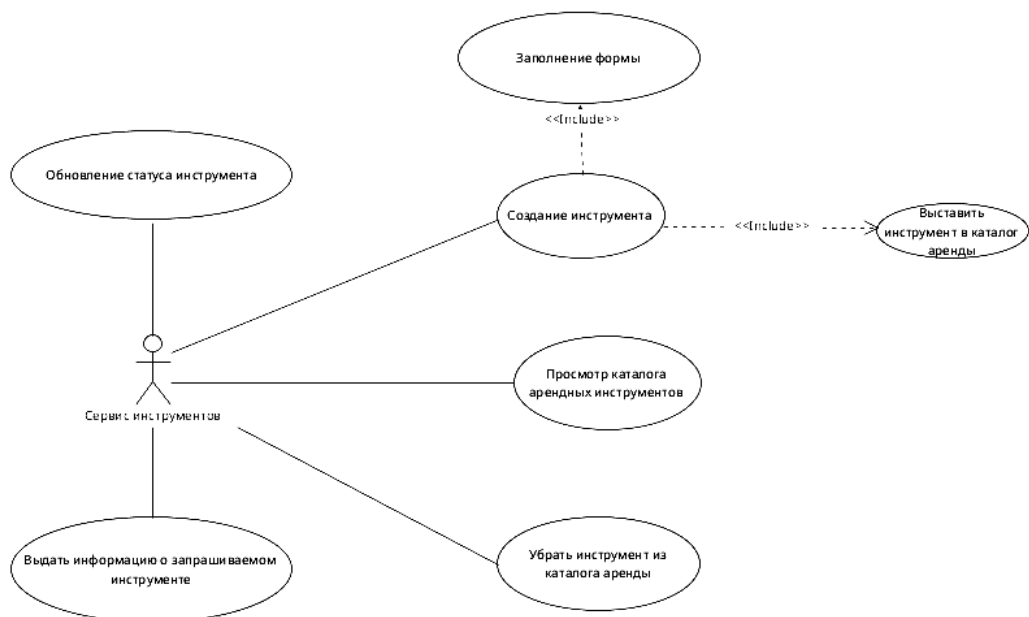 Заполнение формы
<<Include>>
Обновление статуса инструмента
Создание инструмента
<<Include>>
Выставить
инструмент в каталог
аренды
Просмотр каталога
арендных инструментов
Сервис инструментов
Выдать информацию о запрашиваемом
инструменте
Убрать инструмент из
каталога аренды